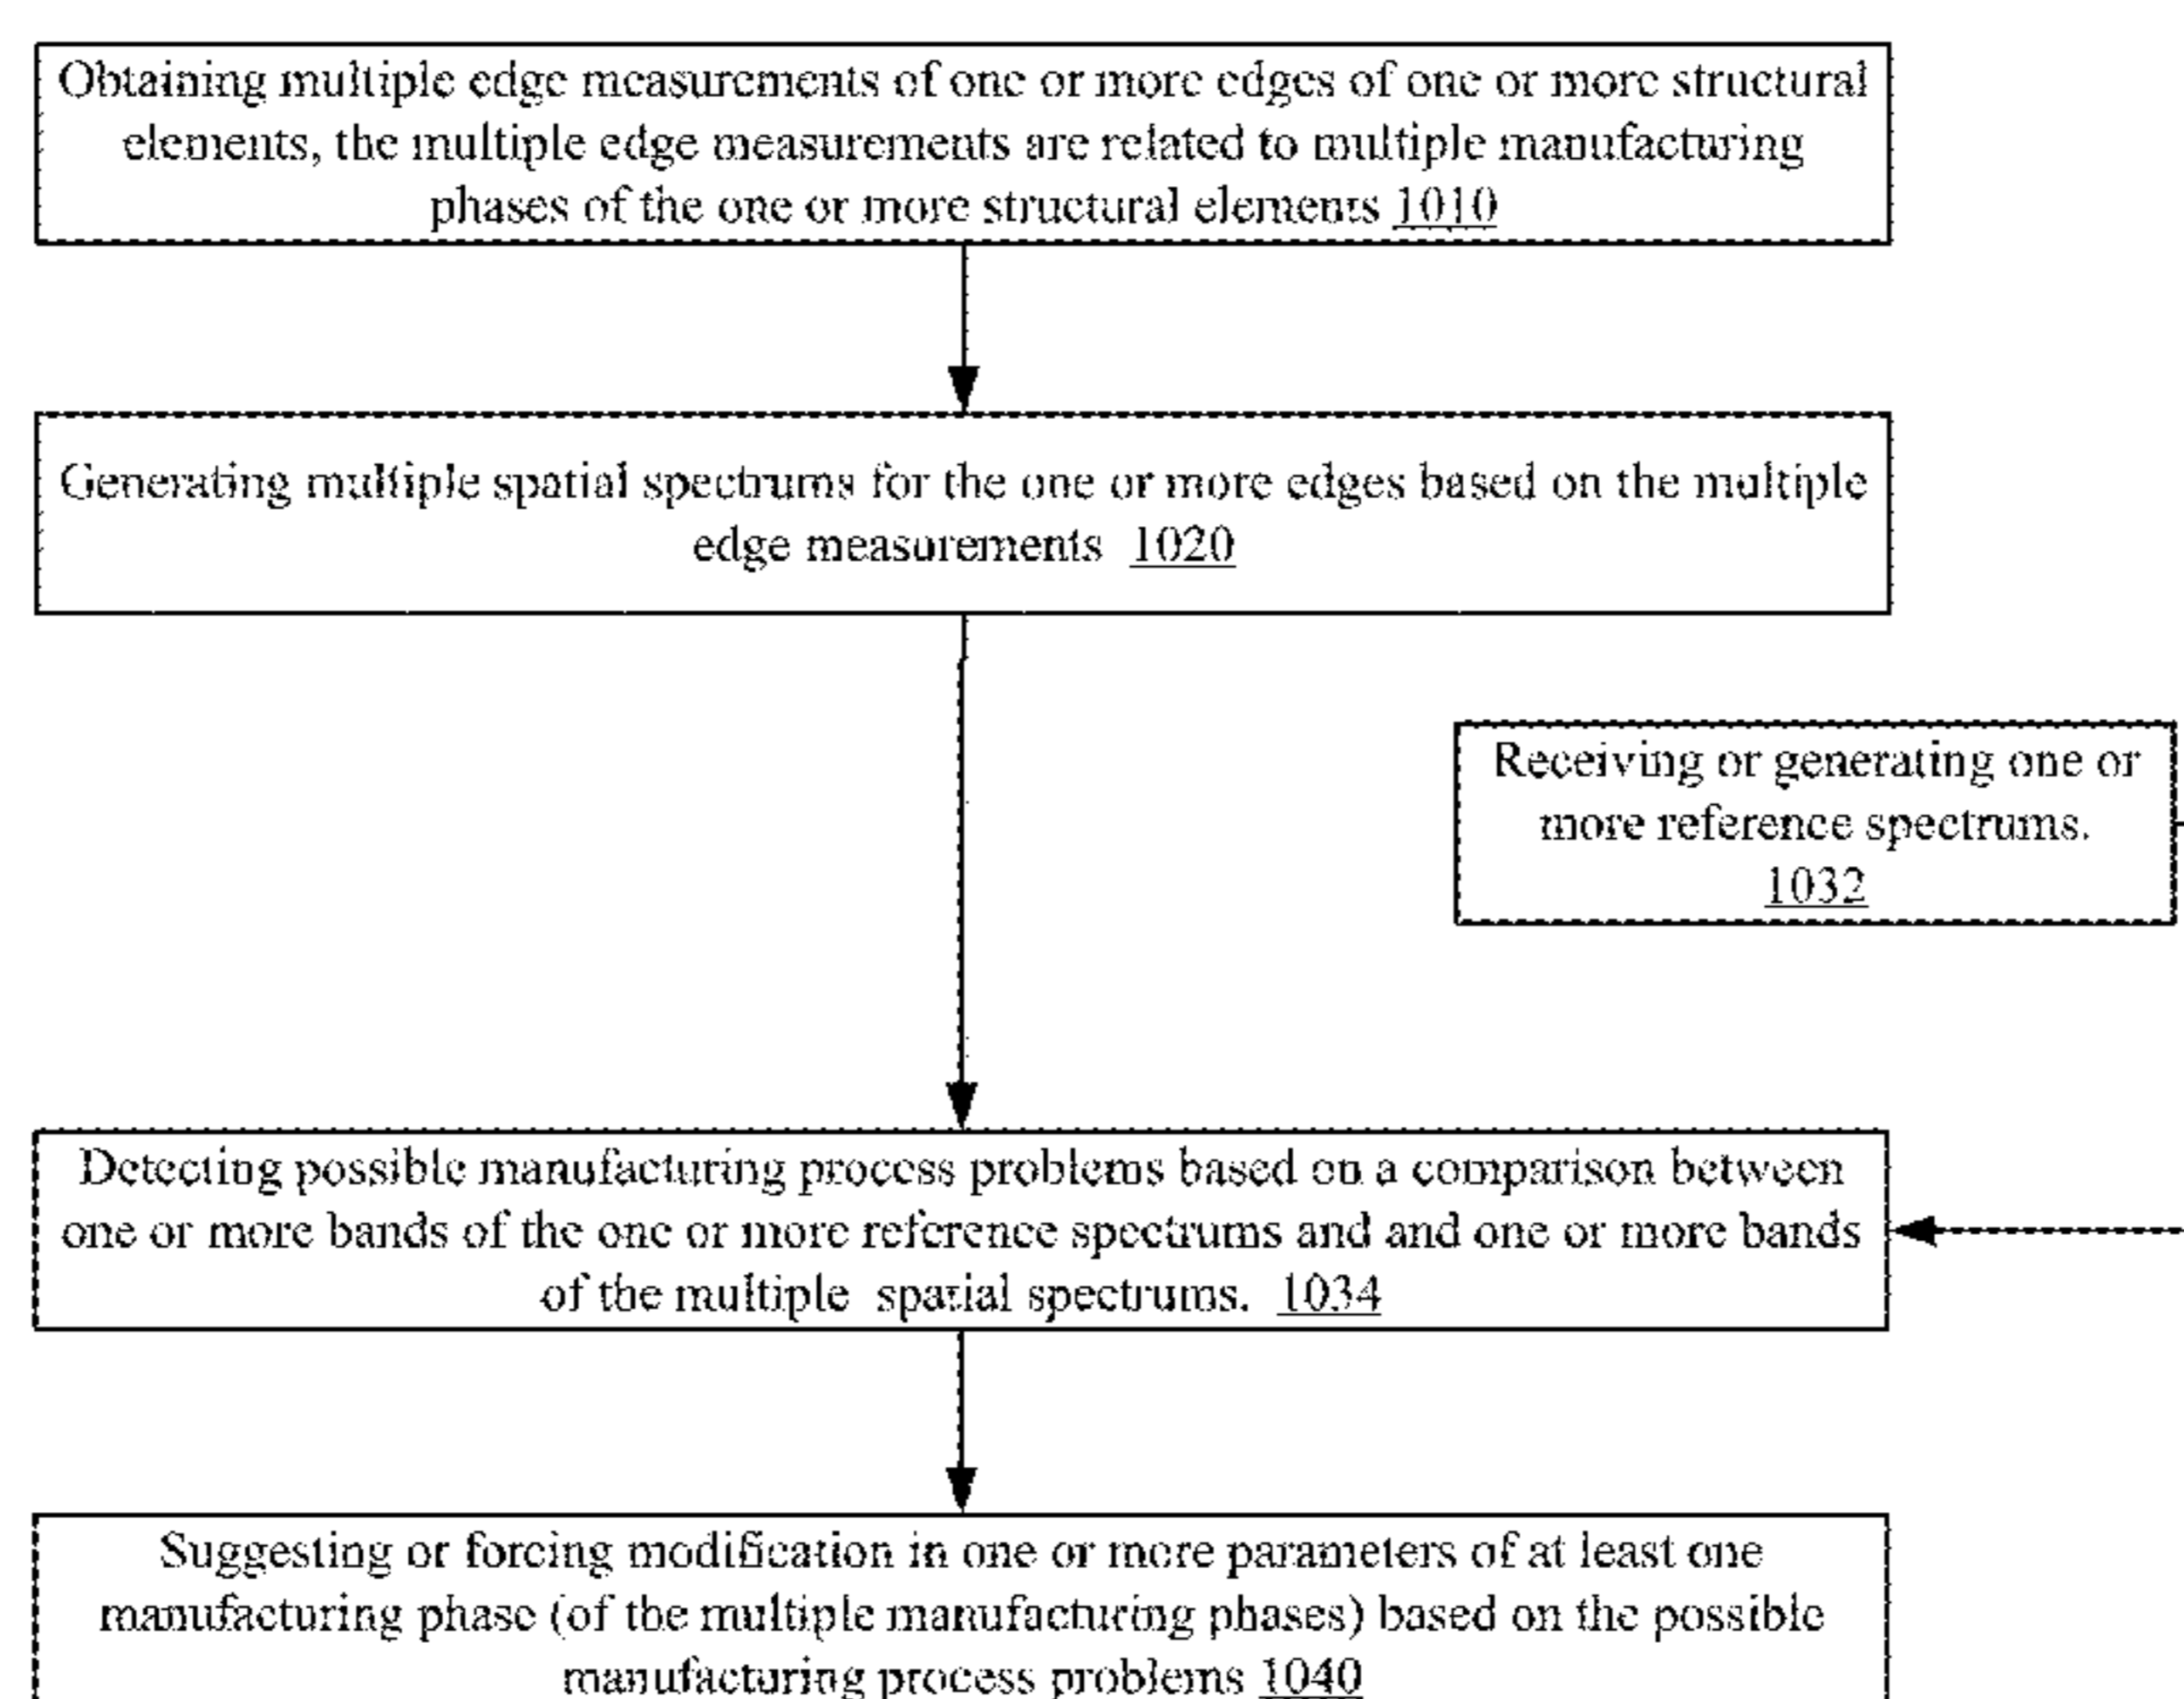 Obtaining multiple edge measurements of one or more edges of one or more structural
elements, the multiple edge measurements are related to multiple manufacturing
phases of the one or more structural elements 1010
Generating multiple spatial spectrums for the one or more edges based on the multiple
edge measurements 1020
Receiving or generating one or
more reference spectrums.
1032
Detecting possible manufacturing process problems based on a comparison between
one or more bands of the one or more reference spectrums and and one or more bands
of the multiple spatial spectrums. 1034
Suggesting or forcing modification in one or more parameters of at least one
manufacturing phase (of the multiple manufacturing phases) based on the possible
manufacturing process problems 1040